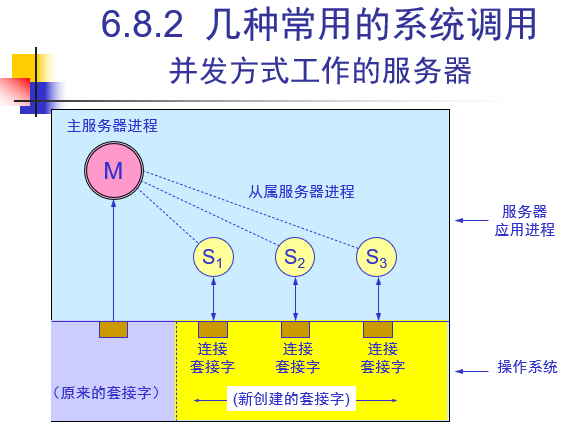 6.8.2 几种常用的系统调用
并发方式工作的服务器
主服务器进程
M
从属服务器进程
S1
S2
S3
服务器
应用进程
连接
套接字
连接
套接字
连接
套接字
操作系统
（原来的套接字）
(新创建的套接字)